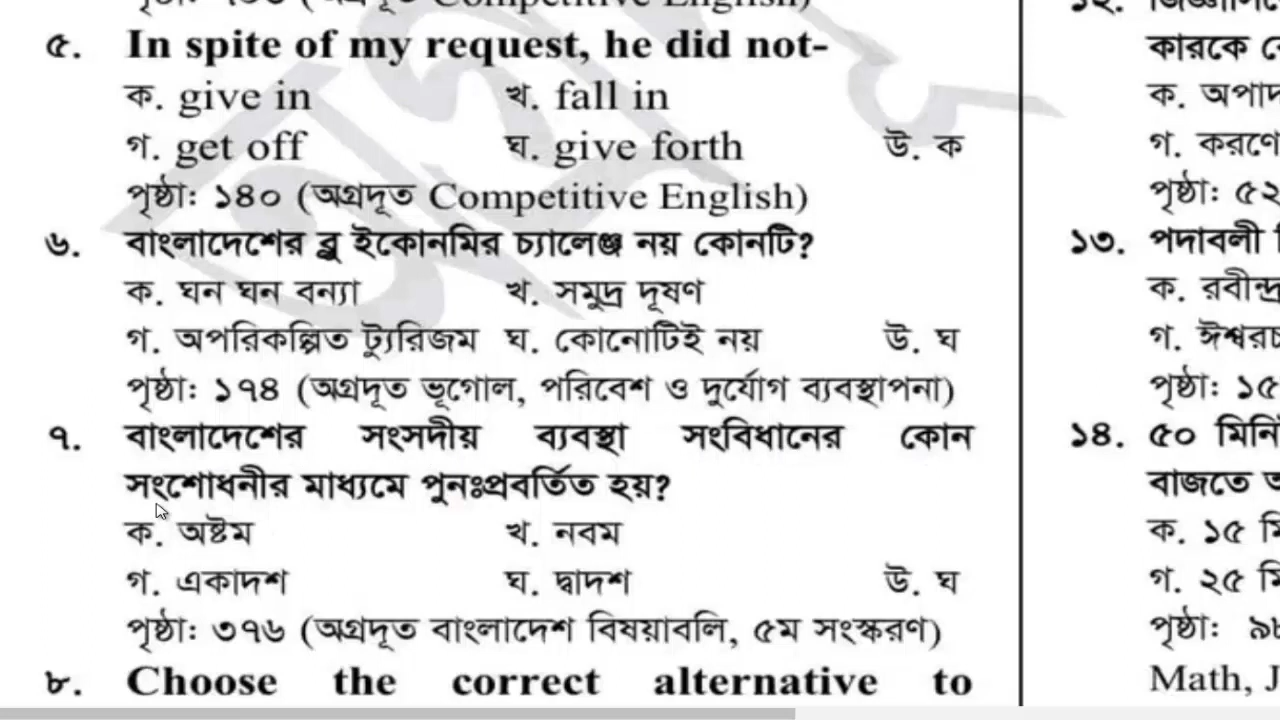 ৫. In spite of my request, he did not-
ক. give in খ. fall in
গ. get off ঘ. give forth উ. ক
পৃষ্ঠা: ১৪০ (অগ্রদূত Competitive English)
৬. বাংলাদেশের ব্লু ইকোনমির চ্যালেঞ্জ নয় কোনটি?
ক. ঘন ঘন বন্যা খ. সমুদ্র দূষণ
গ. অপরিকল্পিত ট্যুরিজম ঘ. কোনোটিই নয় উ. ঘ
পৃষ্ঠা: ১৭৪ (অগ্রদূত ভূগোল, পরিবেশ ও দুর্যোগ ব্যবস্থাপনা)
৭. বাংলাদেশের সংসদীয় ব্যবস্থা সংবিধানের কোন
সংশোধনীর মাধ্যমে পুনঃপ্রবর্তিত হয়?
ক. অষ্টম খ. নবম
গ. একাদশ ঘ. দ্বাদশ উ. ঘ
পৃষ্ঠা: ৩৭৬ (অগ্রদূত বাংলাদেশ বিষয়াবলি, ৫ম সংস্করণ)
৮. Choose the correct alternative to
১২.
কারকে
ক.
গ. করণে
পৃষ্ঠা: ৫২
১৩. পদাবলী
ক.
গ.
পৃষ্ঠা: ১৫
১৪. ৫০
বাজতে
ক. ১৫
গ. ২৫
পৃষ্ঠা:
Math,